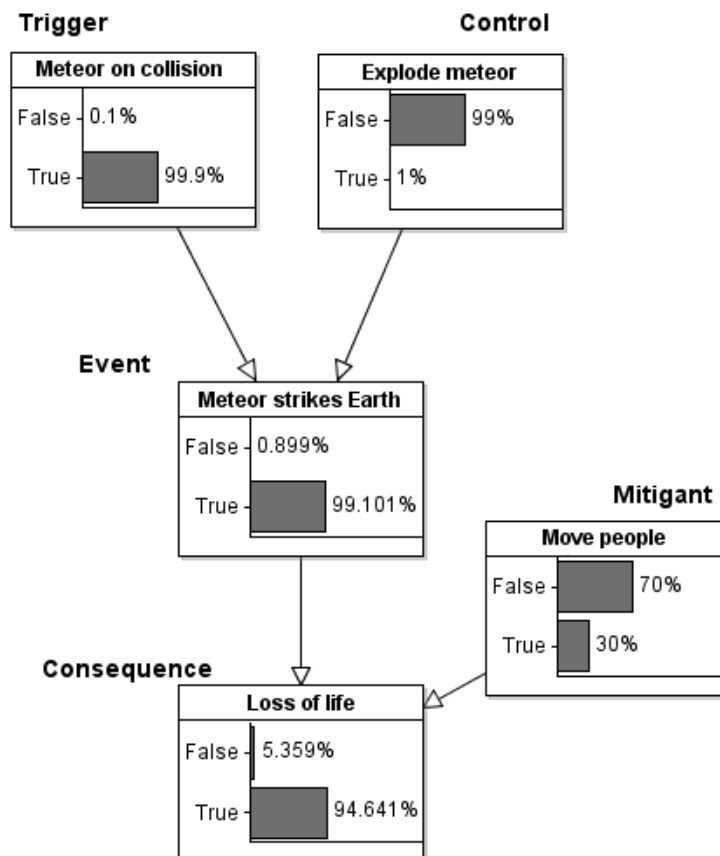 Trigger
Control
Meteor on collision
False 0.1%
True 99.9%
Explode meteor
False 99%
True 1%
Event
Meteor strikes Earth
False 0.899%
True 99.101%
Mitigant
Move people
False 70%
True 30%
Consequence
Loss of life
False 5.359%
True 94.641%